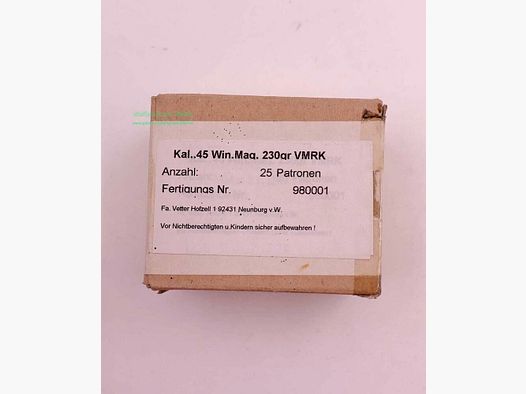 Kal..45 Win.Mag. 230gr VMRK
Anzahl: 25 Patronen
Fertigungs Nr. 980001
Fa. Vetter Hofzell 1 92431 Neunburg v.W.
Vor Nichtberechtigten u.Kindern sicher aufbewahren !